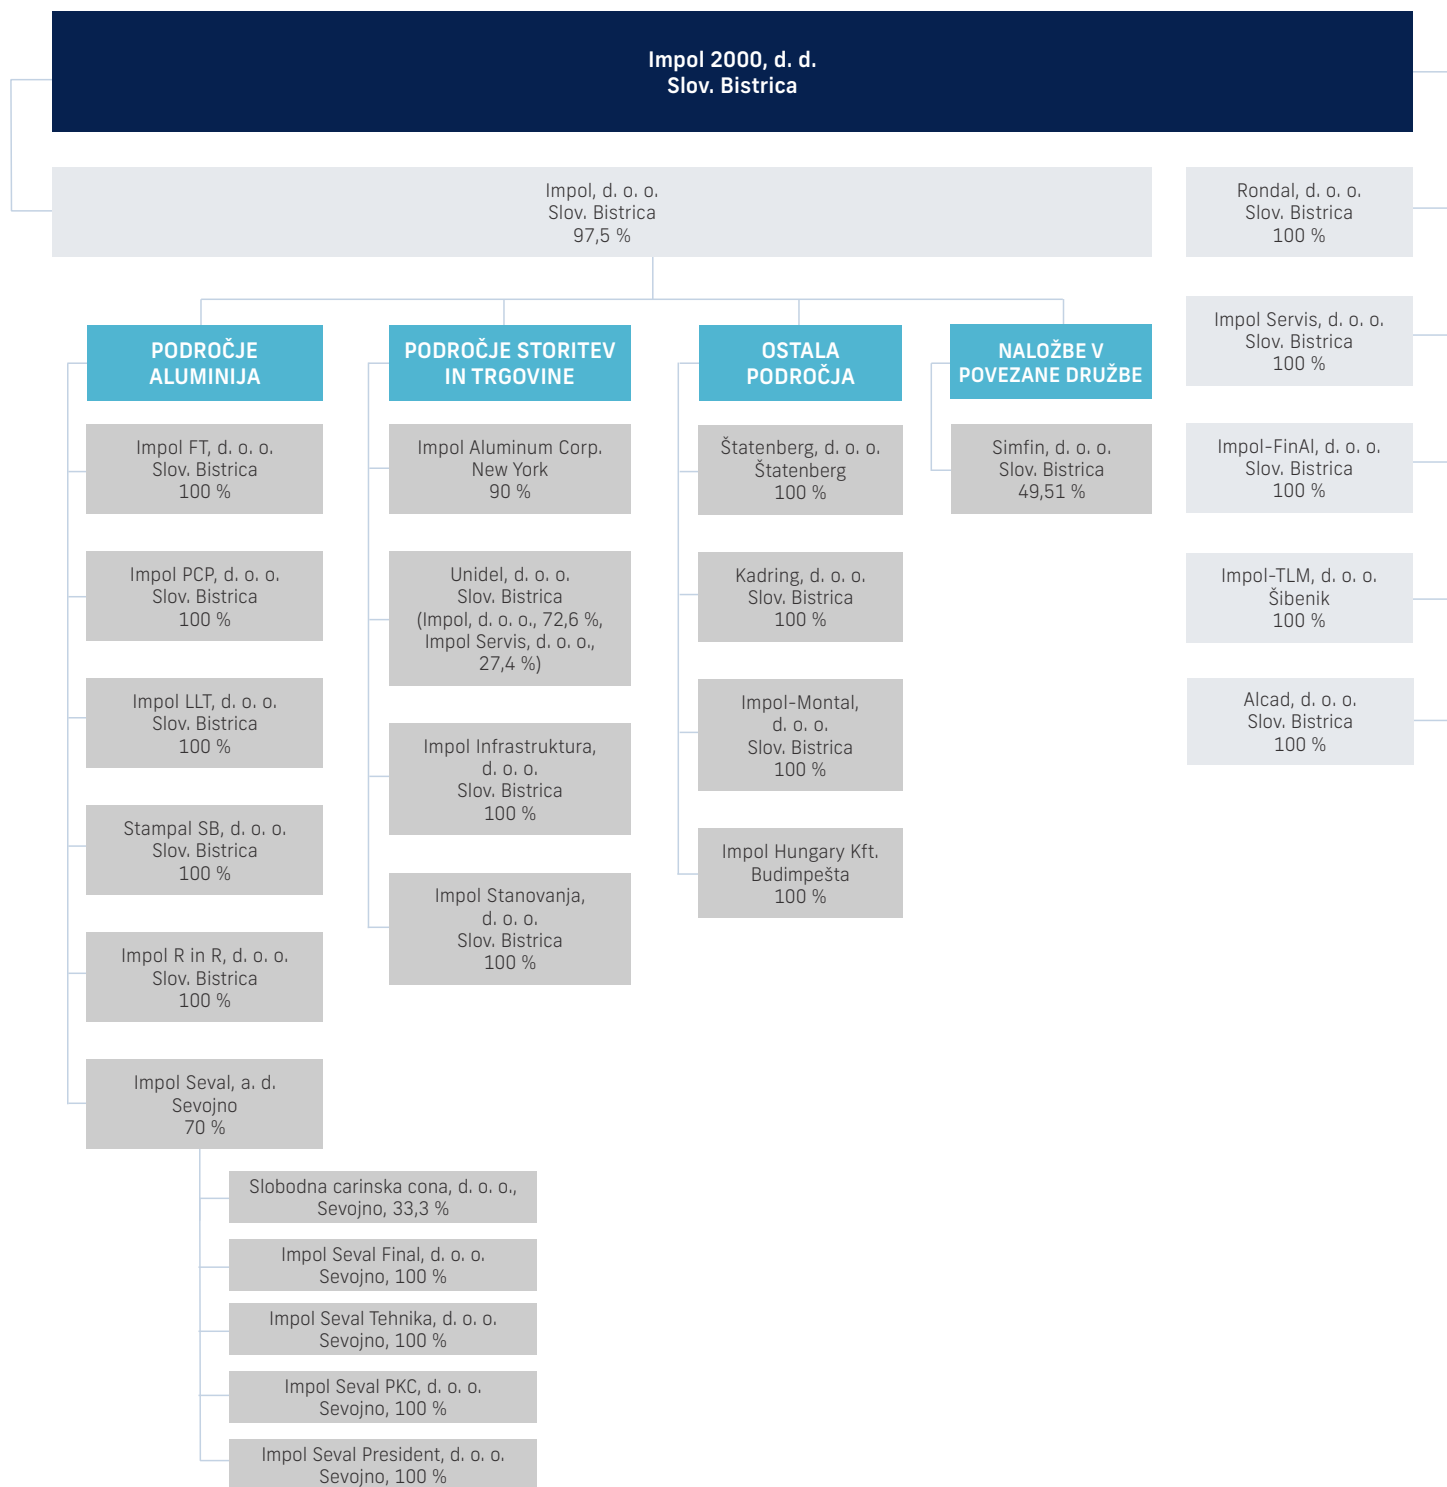 Impol 2000, d. d.
Slov. Bistrica
Impol, d. o. o.
Slov. Bistrica
97,5 %
PODROČJE
ALUMINIJA
Impol FT, d. o. o.
Slov. Bistrica
100 %
Impol PCP, d. o. o.
Slov. Bistrica
100 %
Impol LLT, d. o. o.
Slov. Bistrica
100 %
Stampal SB, d. o. o.
Slov. Bistrica
100 %
Impol R in R, d. o. o.
Slov. Bistrica
100 %
Impol Seval, a. d.
Sevojno
70 %
Slobodna carinska cona, d. o. o.,
Sevojno, 33,3 %
Impol Seval Final, d. o. o.
Sevojno, 100 %
Impol Seval Tehnika, d. o. o.
Sevojno, 100 %
Impol Seval PKC, d. o. o.
Sevojno, 100 %
Impol Seval President, d. o. o.
Sevojno, 100 %
PODROČJE STORITEV
IN TRGOVINE
Impol Aluminum Corp.
New York
90 %
Unidel, d. o. o.
Slov. Bistrica
(Impol, d. o. o., 72,6 %,
Impol Servis, d. o. o.,
27,4 %)
Impol Infrastruktura,
d. o. o.
Slov. Bistrica
100 %
Impol Stanovanja,
d. o. o.
Slov. Bistrica
100 %
OSTALA
PODROČJA
Štatenberg, d. o. o.
Štatenberg
100 %
Kadring, d. o. o.
Slov. Bistrica
100 %
Impol-Montal,
d. o. o.
Slov. Bistrica
100 %
Impol Hungary Kft.
Budimpešta
100 %
NALOŽBE V
POVEZANE DRUŽBE
Simfin, d. o. o.
Slov. Bistrica
49,51 %
Rondal, d. o. o.
Slov. Bistrica
100 %
Impol Servis, d. o. o.
Slov. Bistrica
100 %
Impol-FinAl, d. o. o.
Slov. Bistrica
100 %
Impol-TLM, d. o. o.
Šibenik
100 %
Alcad, d. o. o.
Slov. Bistrica
100 %